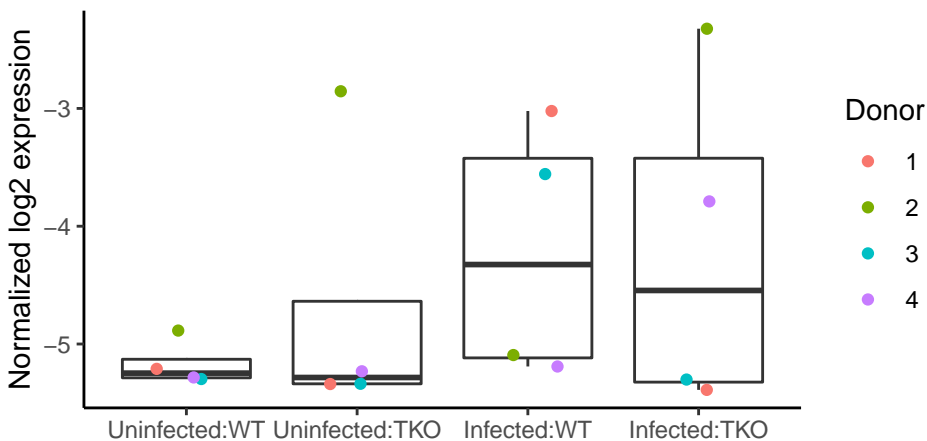 Normalized log2 expression
−3
−4
−5
Uninfected:WT
Uninfected:TKO
Infected:WT
Infected:TKO
Donor
1
2
3
4